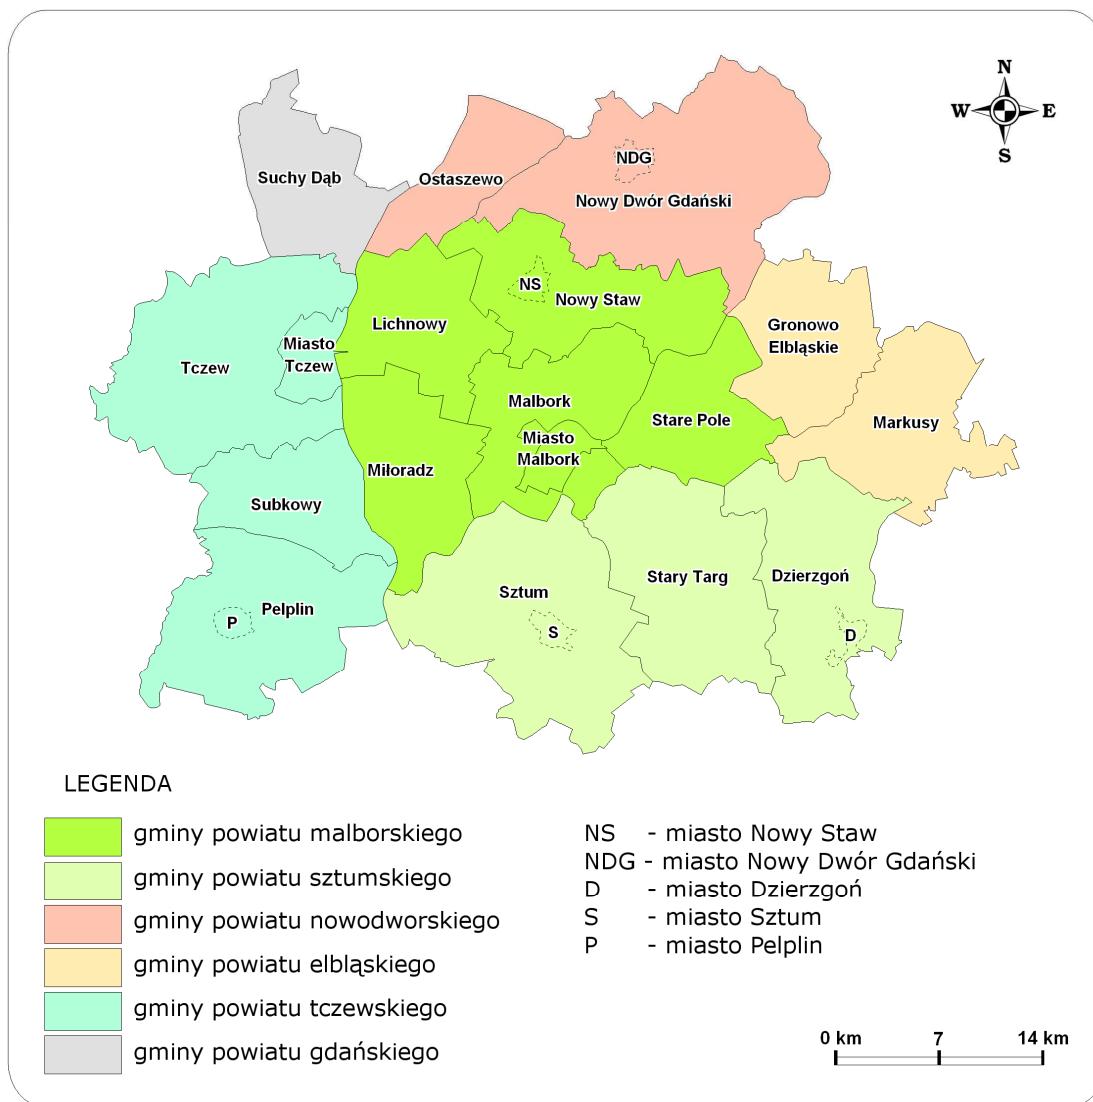 N
W E
S
NDG
Suchy Dąb
Ostaszewo
Nowy Dwór Gdański
NS
Nowy Staw
Lichnowy
Gronowo
Elbląskie
Miasto
Tczew
Tczew
Malbork
Stare Pole
Markusy
Miasto
Malbork
Miłoradz
Subkowy
Stary Targ
Dzierzgoń
Sztum
Pelplin
P
S
D
LEGENDA
gminy powiatu malborskiego
gminy powiatu sztumskiego
gminy powiatu nowodworskiego
gminy powiatu elbląskiego
gminy powiatu tczewskiego
gminy powiatu gdańskiego
NS - miasto Nowy Staw
NDG - miasto Nowy Dwór Gdański
D - miasto Dzierzgoń
S - miasto Sztum
P - miasto Pelplin
0 km 7 14 km